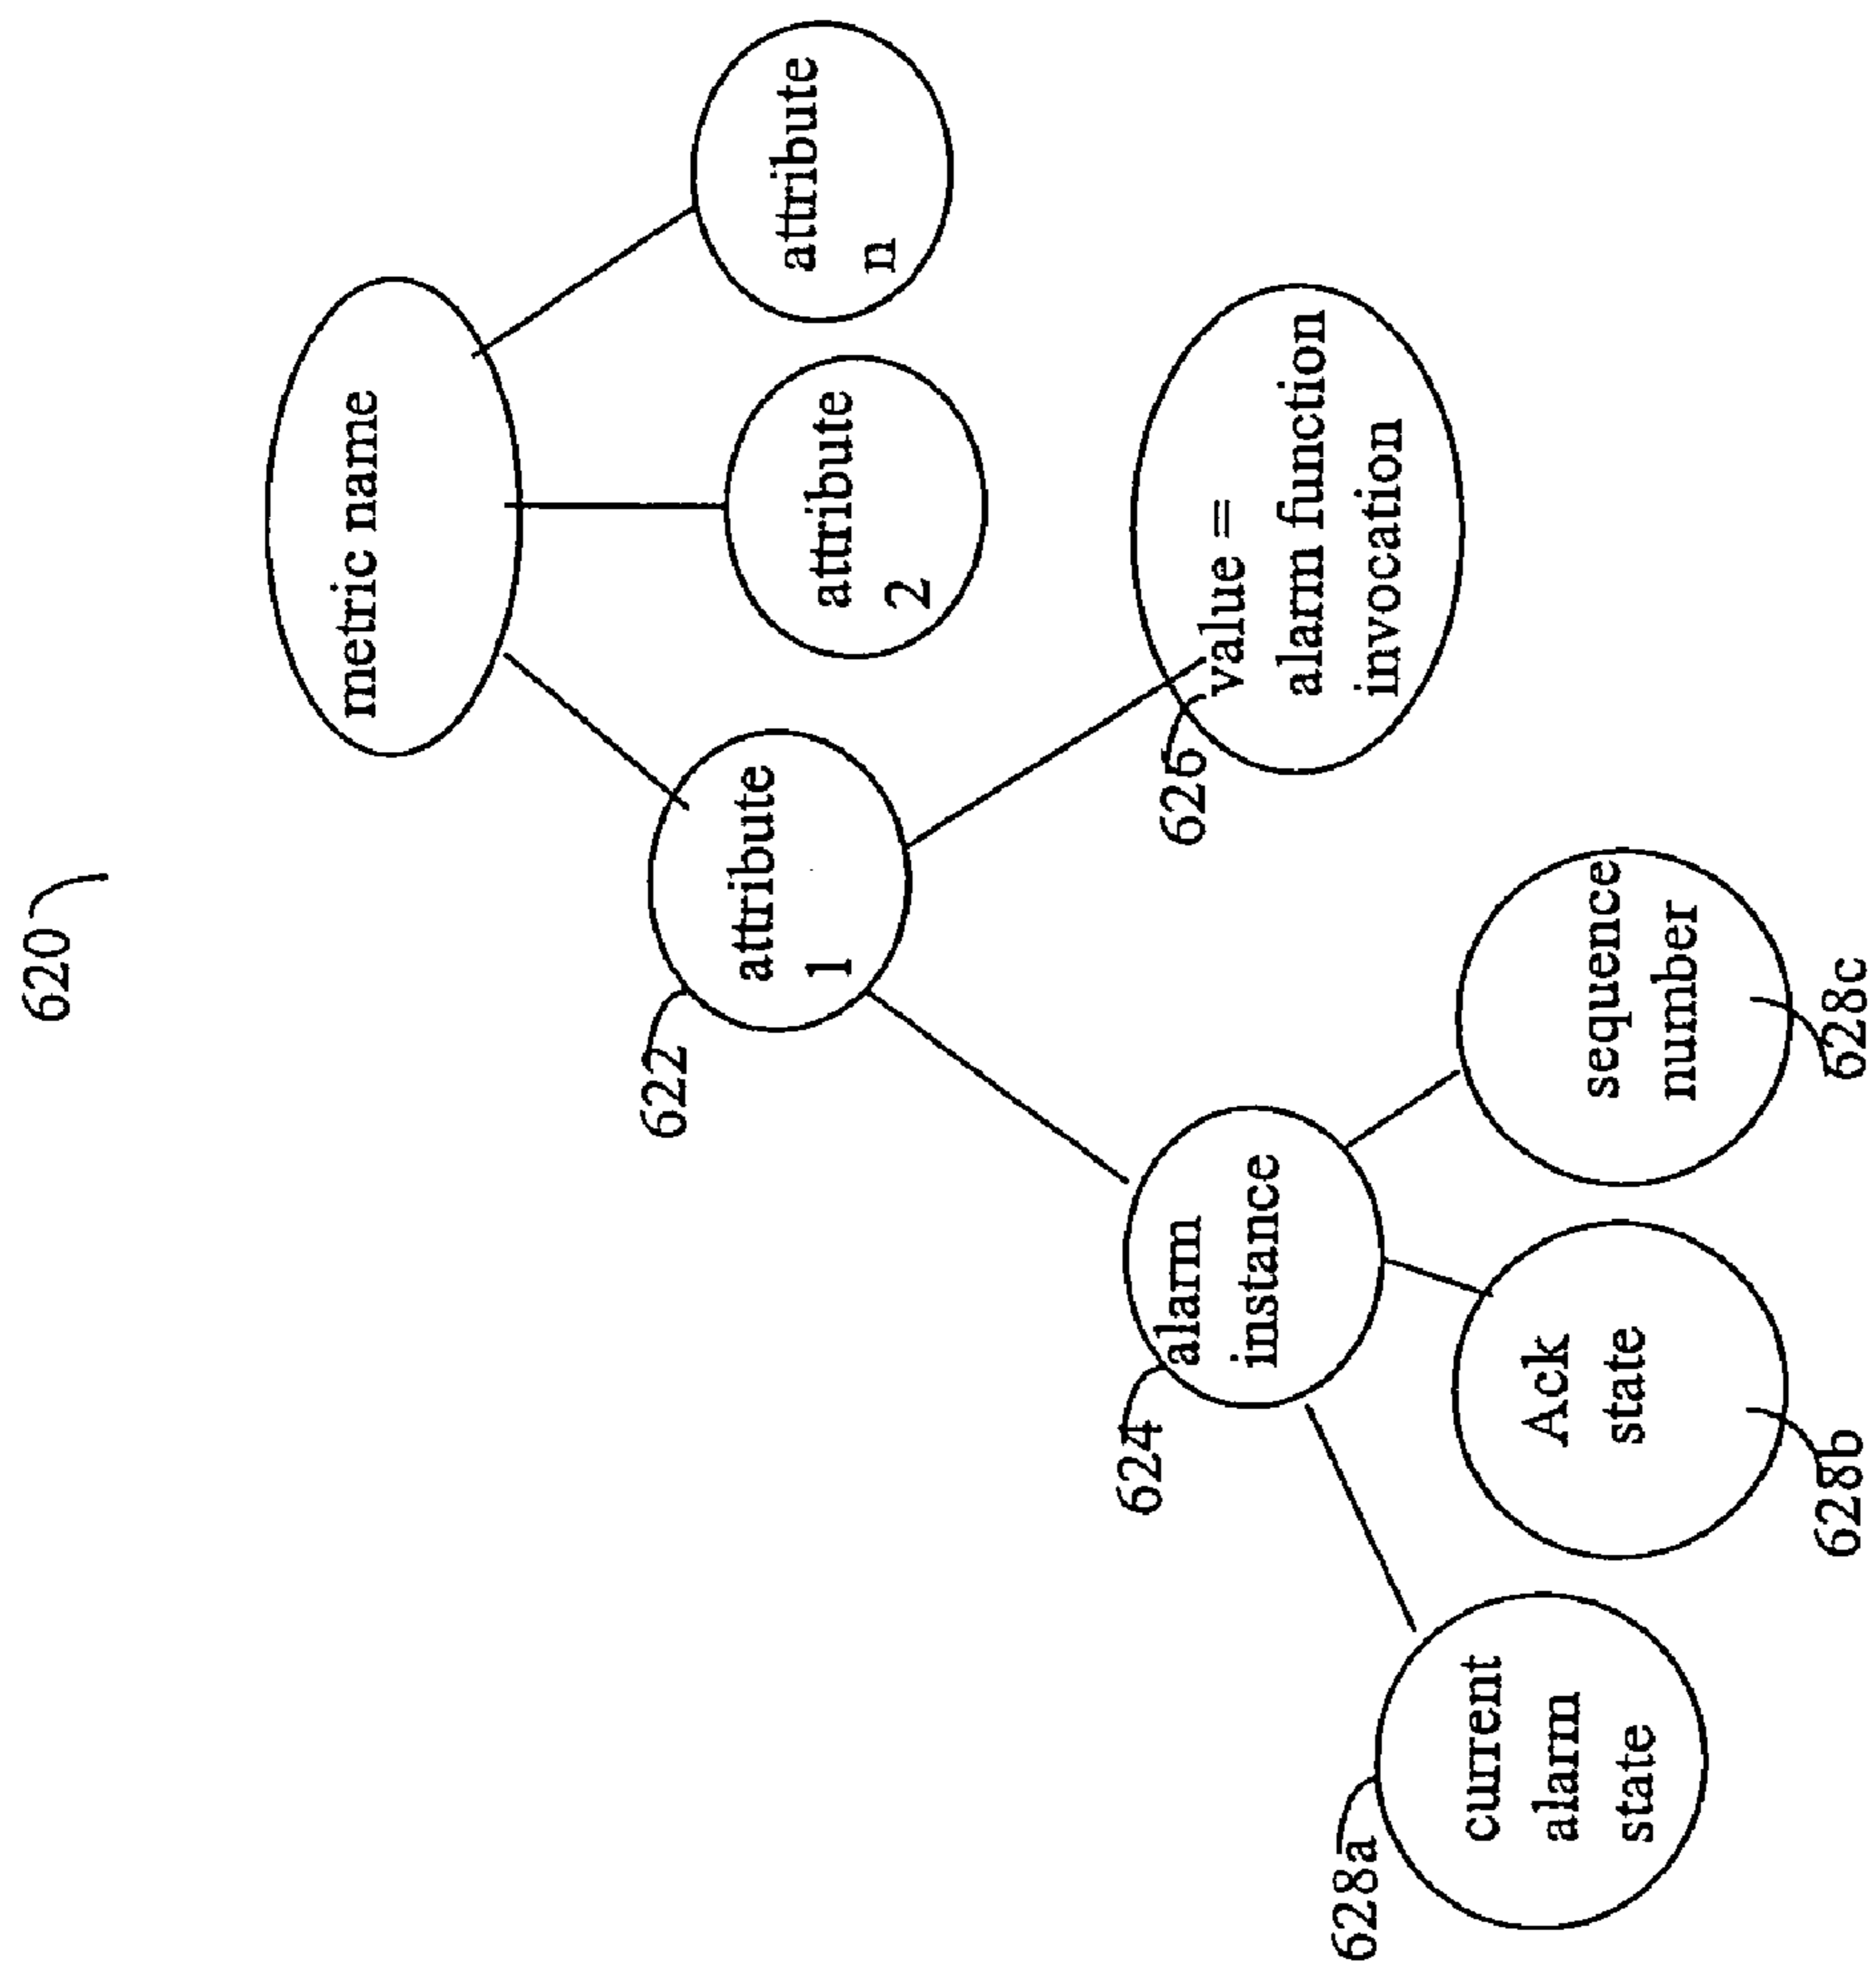 620
metric name
622
attribute
1
attribute
2
attribute
n
624
alarm
instance
626
value =
alarm function
invocation
628a
current
alarm
state
Ack
state
628b
sequence
number
628c